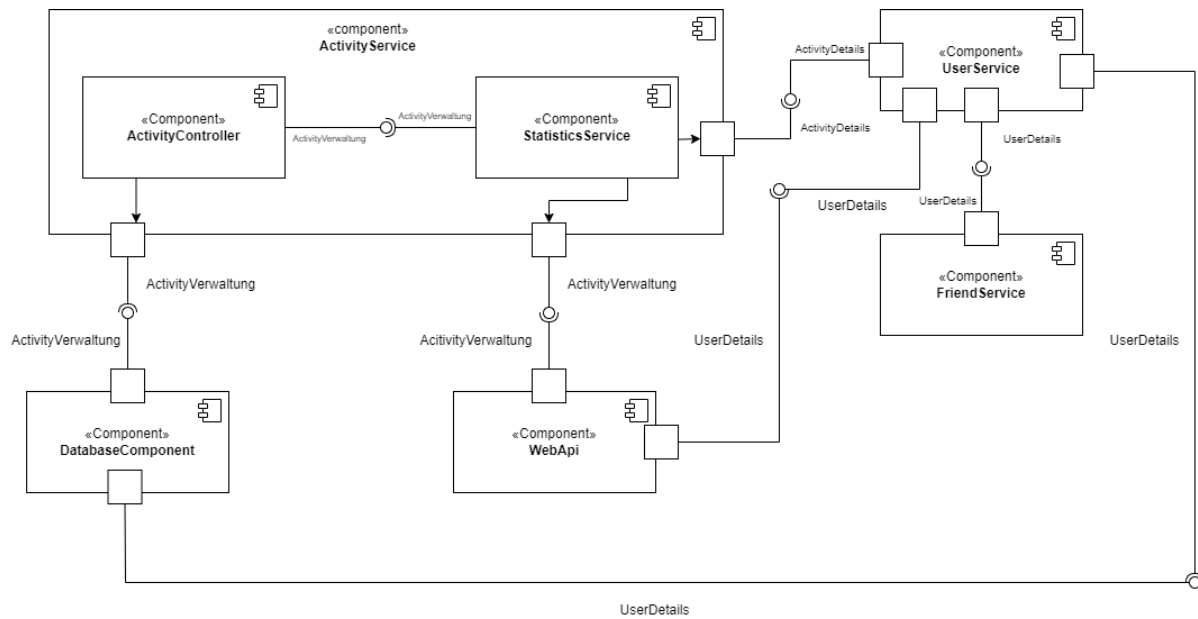 «component»
ActivityService
«Component»
ActivityController
ActivityVerwaltung
ActivityVerwaltung
«Component»
StatisticsService
ActivityDetails
ActivityDetails
«Component»
UserService
UserDetails
UserDetails
UserDetails
«Component»
FriendService
ActivityVerwaltung
ActivityVerwaltung
ActivityVerwaltung
AcitivityVerwaltung
UserDetails
UserDetails
«Component»
DatabaseComponent
«Component»
WebApi
UserDetails